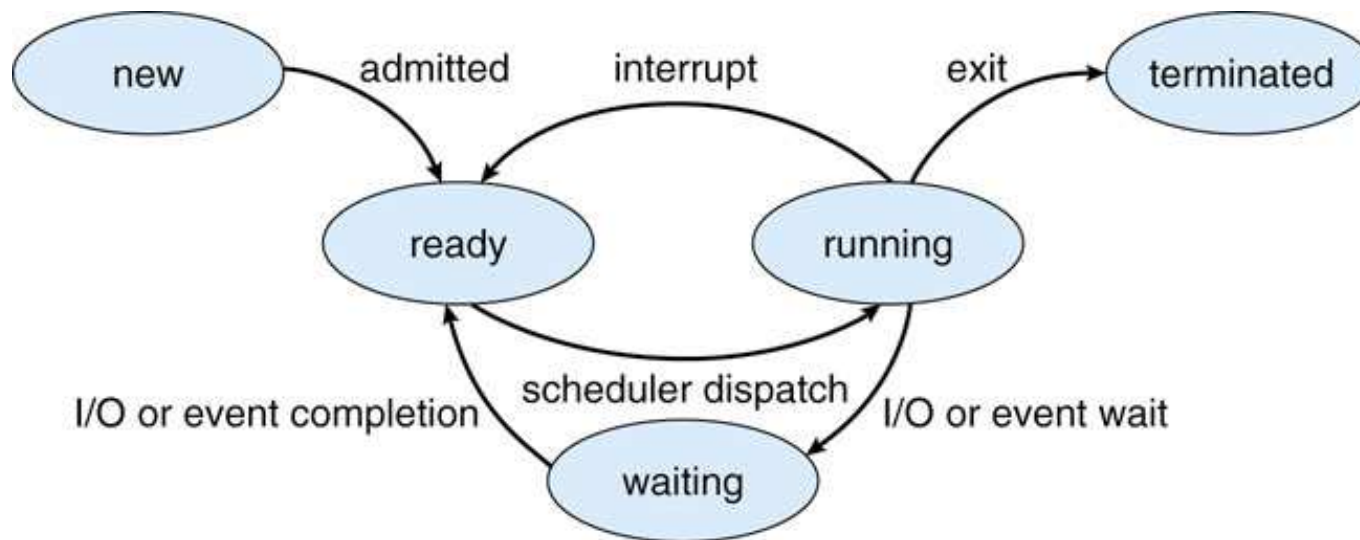 new
admitted
interrupt
exit
terminated
ready
running
scheduler dispatch
I/O or event completion
I/O or event wait
waiting